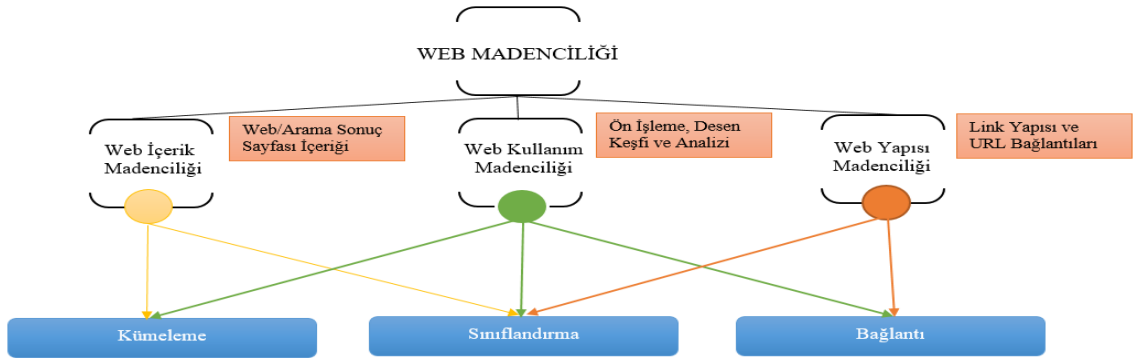 WEB MADENCİLİĞİ
Web İçerik
Madenciliği
Web/Arama Sonuç
Sayfası İçeriği
Web Kullanım
Madenciliği
Ön İşleme, Desen
Keşfi ve Analizi
Web Yapısı
Madenciliği
Link Yapısı ve
URL Bağlantıları
Kümeleme
Sınıflandırma
Bağlantı